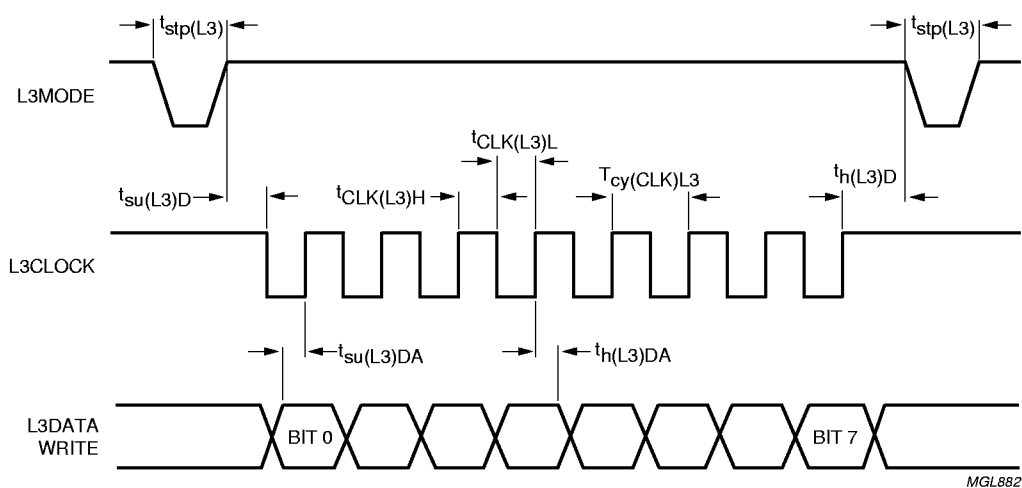 tstp(L3)
tstp(L3)
L3MODE
tCLK(L3)L
tsu(L3)D
tCLK(L3)H
Tcy(CLK)L3
th(L3)D
L3CLOCK
tsu(L3)DA
th(L3)DA
L3DATA
WRITE
BIT 0
BIT 7
MGL882